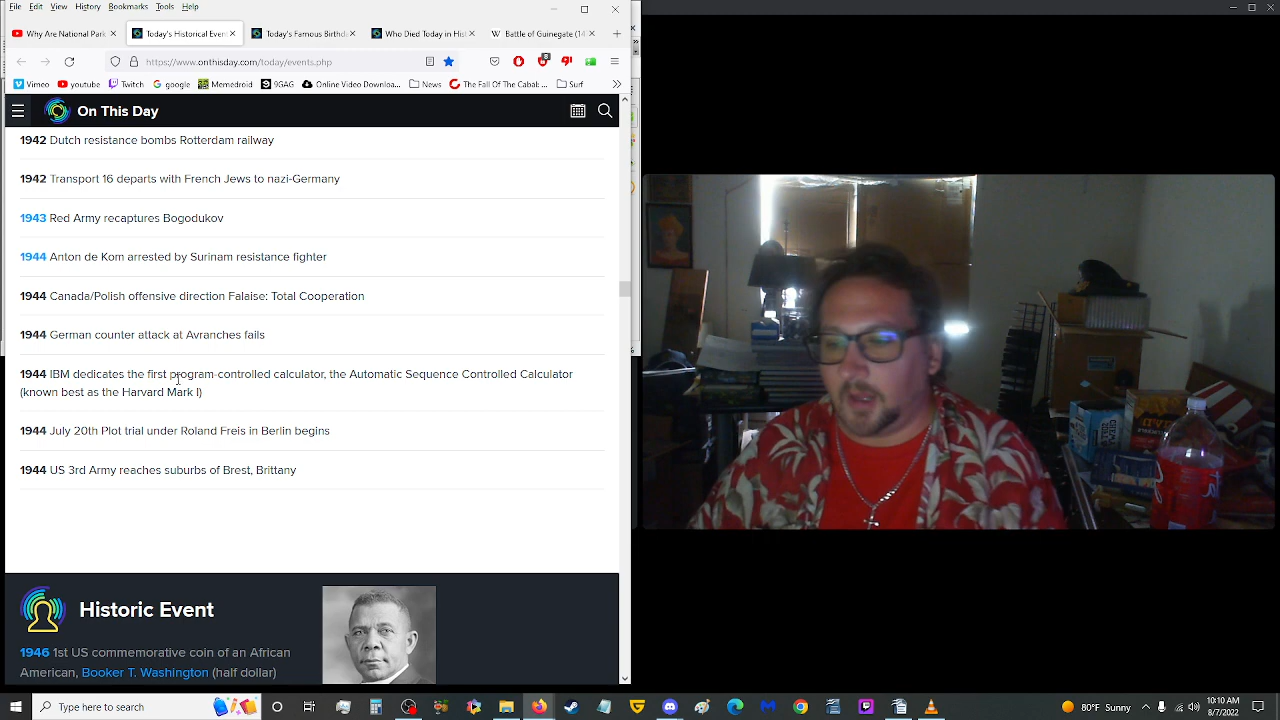 File Edit View History Bookmarks Tools Help
Why Are National Par
Today's Historical Even
Today's Famous Birthd
Who Died Today in His
Battle of Guinegate (14
https://www.onthisday.com/today/events.php
Vimeo youtube Twitch google Memedroid 9GAG Download Online Video... News The Fall Of The Cabal... Surf
On This Day
1942 Dutch resistance bombs Rotterdam railway
1942 Transport 16 departs with French Jews to nazi-Germany
1943 Red Army recaptures Bogodukov
1944 Anton de Kom arrested by Surinam resistance fighter
1944 Canada/Polish offensive direction Falaise: Total Cooperation
1944 German counter attack at Avranches fails
1944 IBM dedicates the first program-controlled calculator, the Automatic Sequence Controlled Calculator
(known best as the Harvard Mark I)
1944 July 20th Plot trial under Roland Freis in Berlin begins
1944 US 3rd Army reaches suburbs of Brest, Brittany
Historic Event
1946 1st US commemorative coin of an African
American, Booker T. Washington (half dollar)
Type here to search
80°F Sunny
10:10 AM
8/7/2022